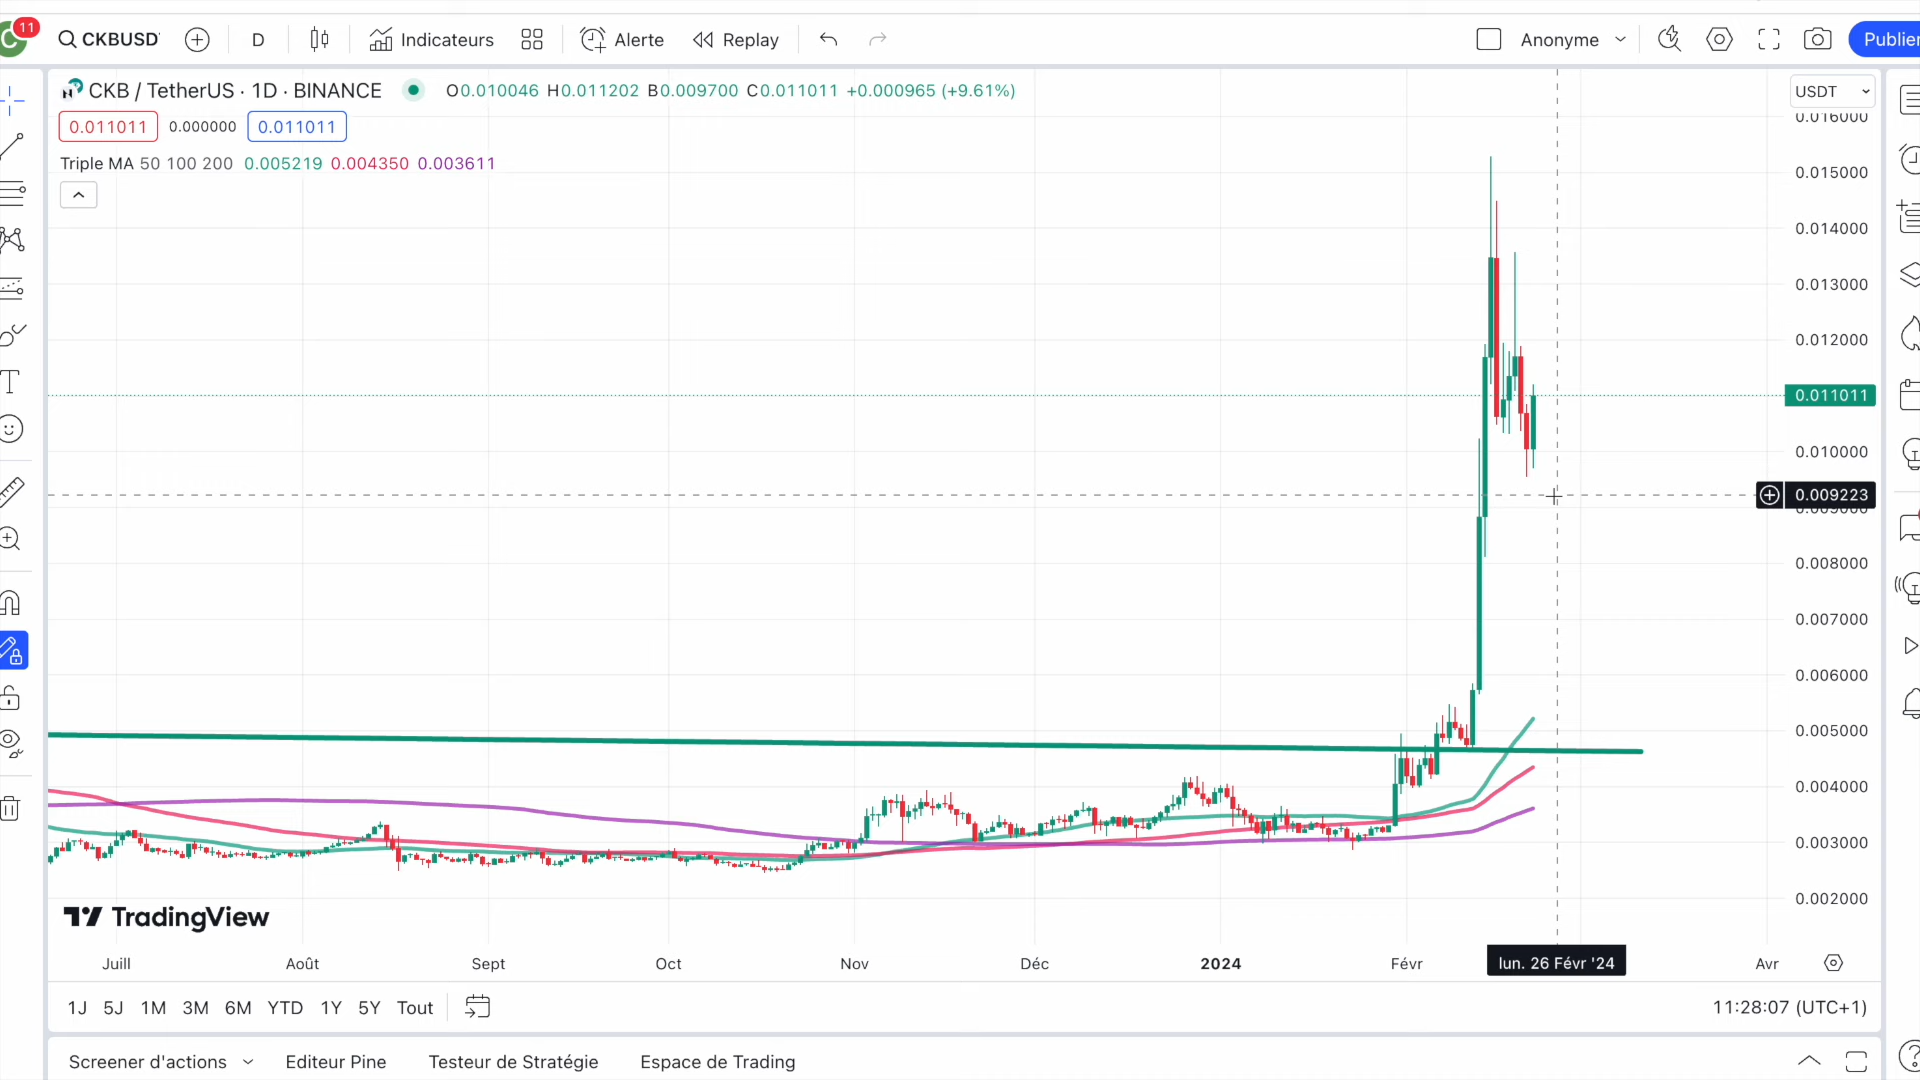 11
CKBUSD
D
Indicateurs
Alerte
Replay
Anonyme
Publier
CKB / TetherUS · 1D · BINANCE
O0.010046 H0.011202 B0.009700 C0.011011 +0.000965 (+9.61%)
USDT
0.011011 0.000000 0.011011
Triple MA 50 100 200 0.005219 0.004350 0.003611
0.016000
0.015000
0.014000
0.013000
0.012000
0.011011
0.010000
0.009223
0.009000
0.008000
0.007000
0.006000
0.005000
0.004000
0.003000
0.002000
TradingView
Juill Août Sept Oct Nov Déc 2024 Févr lun. 26 Févr '24 Avr
1J 5J 1M 3M 6M YTD 1Y 5Y Tout
11:28:07 (UTC+1)
Screener d'actions Editeur Pine Testeur de Stratégie Espace de Trading